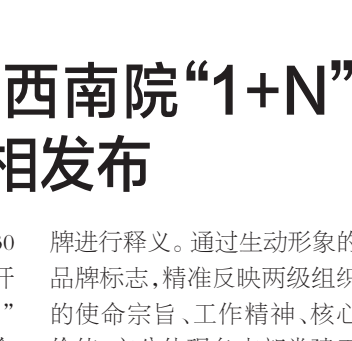 西南院“1+N”
相发布
60
开
”
牌进行释义。通过生动形象的
品牌标志,精准反映两级组织
的使命宗旨、工作精神、核心